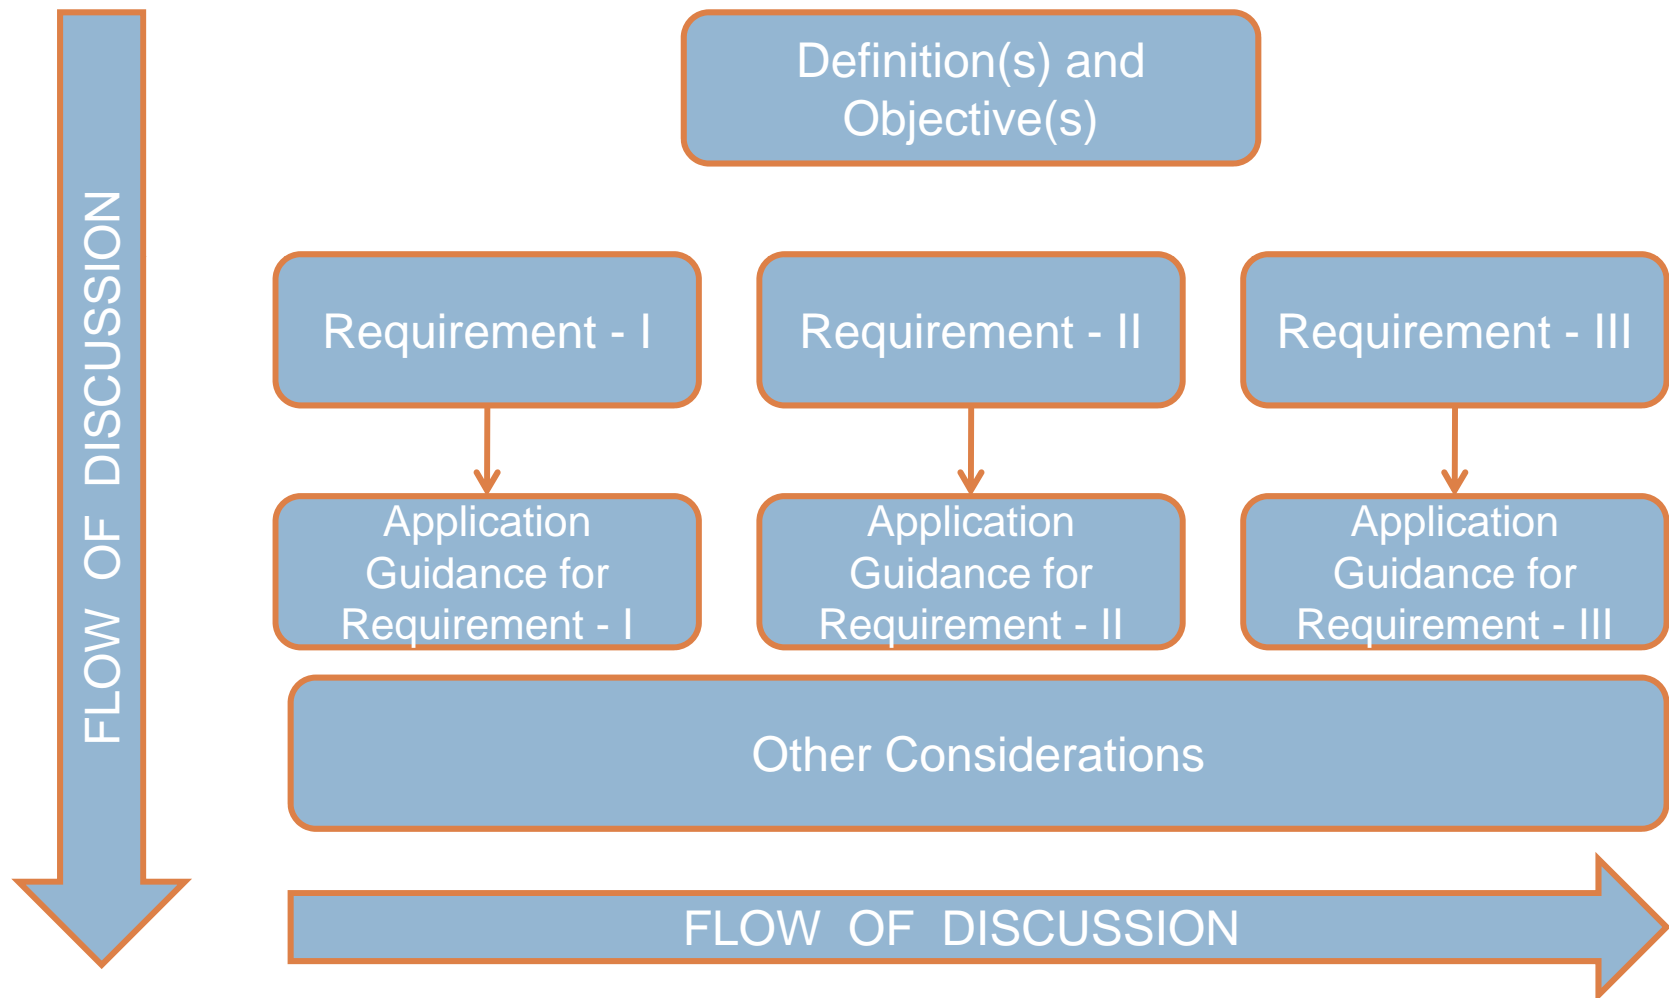 Definition(s) and
Objective(s)
FLOW OF DISCUSSION
Requirement - I
Requirement - II
Requirement - III
Application
Guidance for
Requirement - I
Application
Guidance for
Requirement - II
Application
Guidance for
Requirement - III
Other Considerations
FLOW OF DISCUSSION